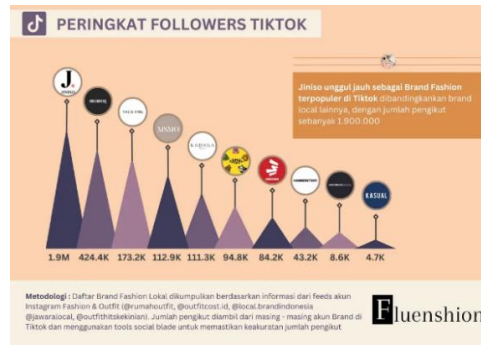 PERINGKAT FOLLOWERS TIKTOK
Jiniso unggul jauh sebagai Brand Fashion
terpopuler di Tiktok dibandingkankan brand
local lainnya, dengan jumlah pengikut
sebanyak 1.900.000
J.
MSMO
KASUAL
1.9M 424.4K 173.2K 112.9K 111.3K 94.8K 84.2K 43.2K 8.6K 4.7K
Metodologi : Daftar Brand Fashion Lokal dikumpulkan berdasarkan informasi dari feeds akun
Instagram Fashion & Outfit (@rumahoutfit, @outfitcost.id, @local.brandindonesia
@jawaralocal, @outfithitskekinian). Jumlah pengikut diambil dari masing - masing akun Brand di
Tiktok dan menggunakan tools social blade untuk memastikan keakuratan jumlah pengikut
Fluenshion